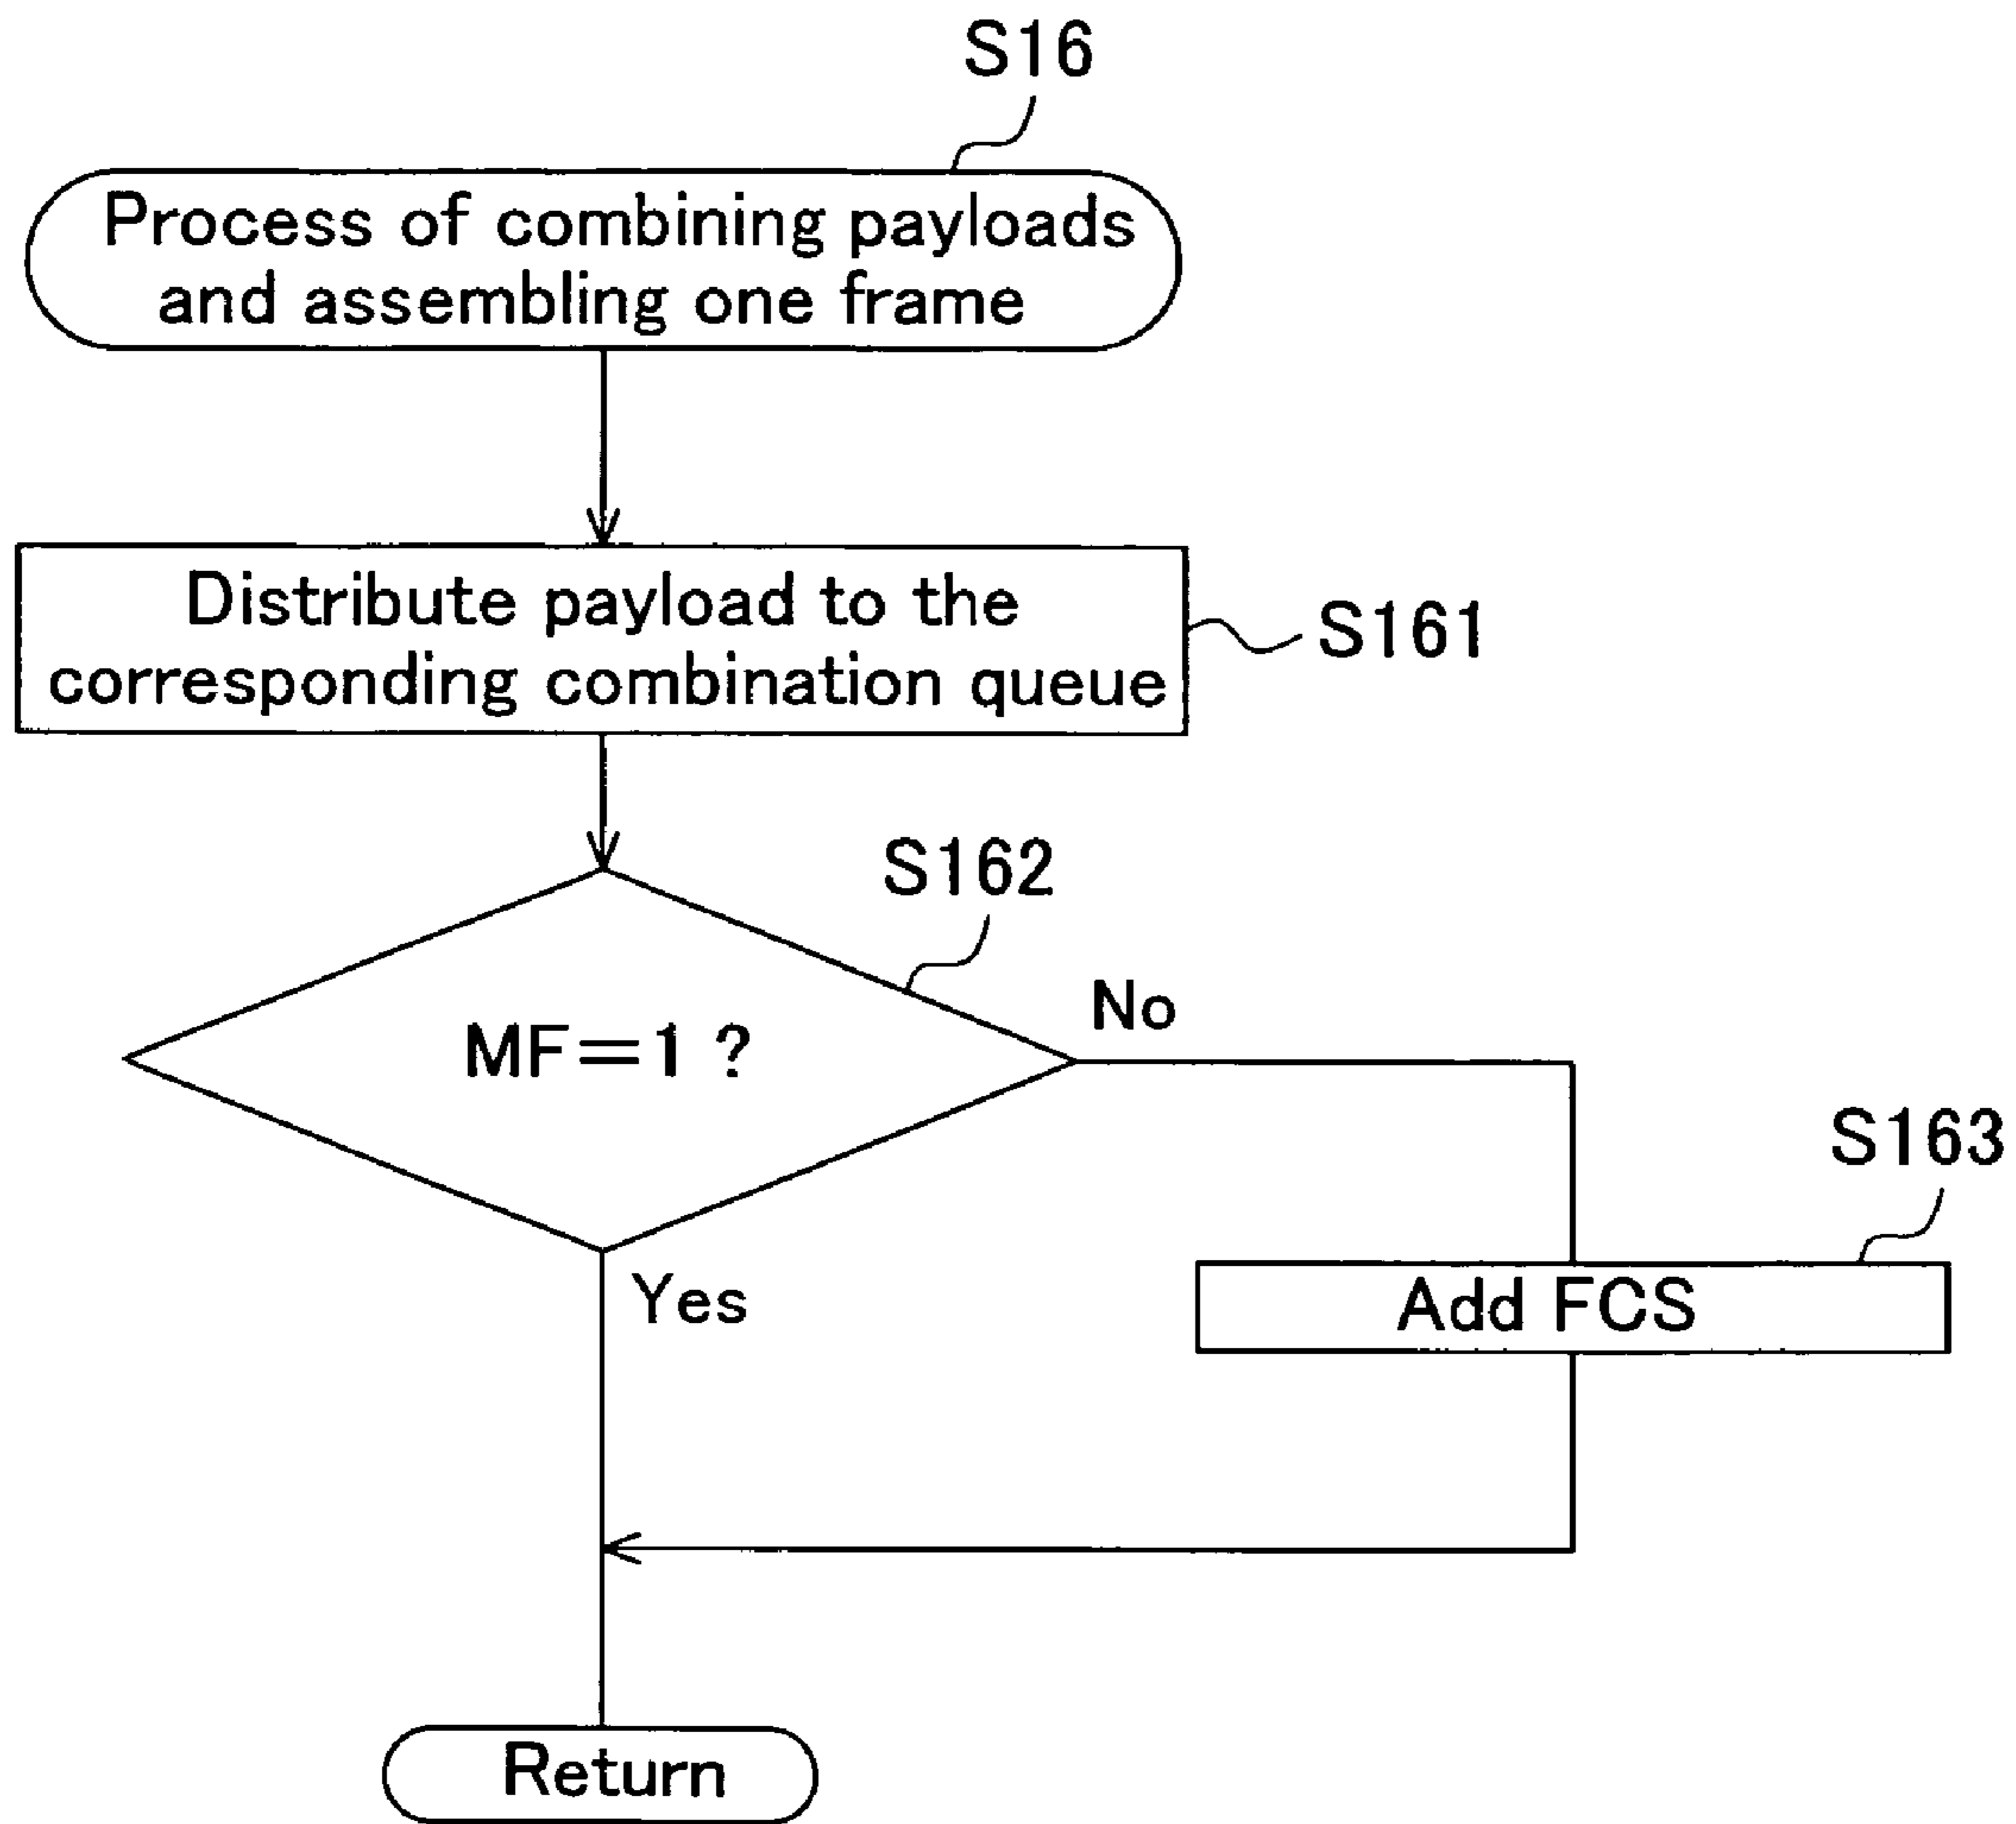 S16
Process of combining payloads
and assembling one frame
Distribute payload to the
corresponding combination queue
S161
S162
MF=1 ?
No
S163
Add FCS
Yes
Return